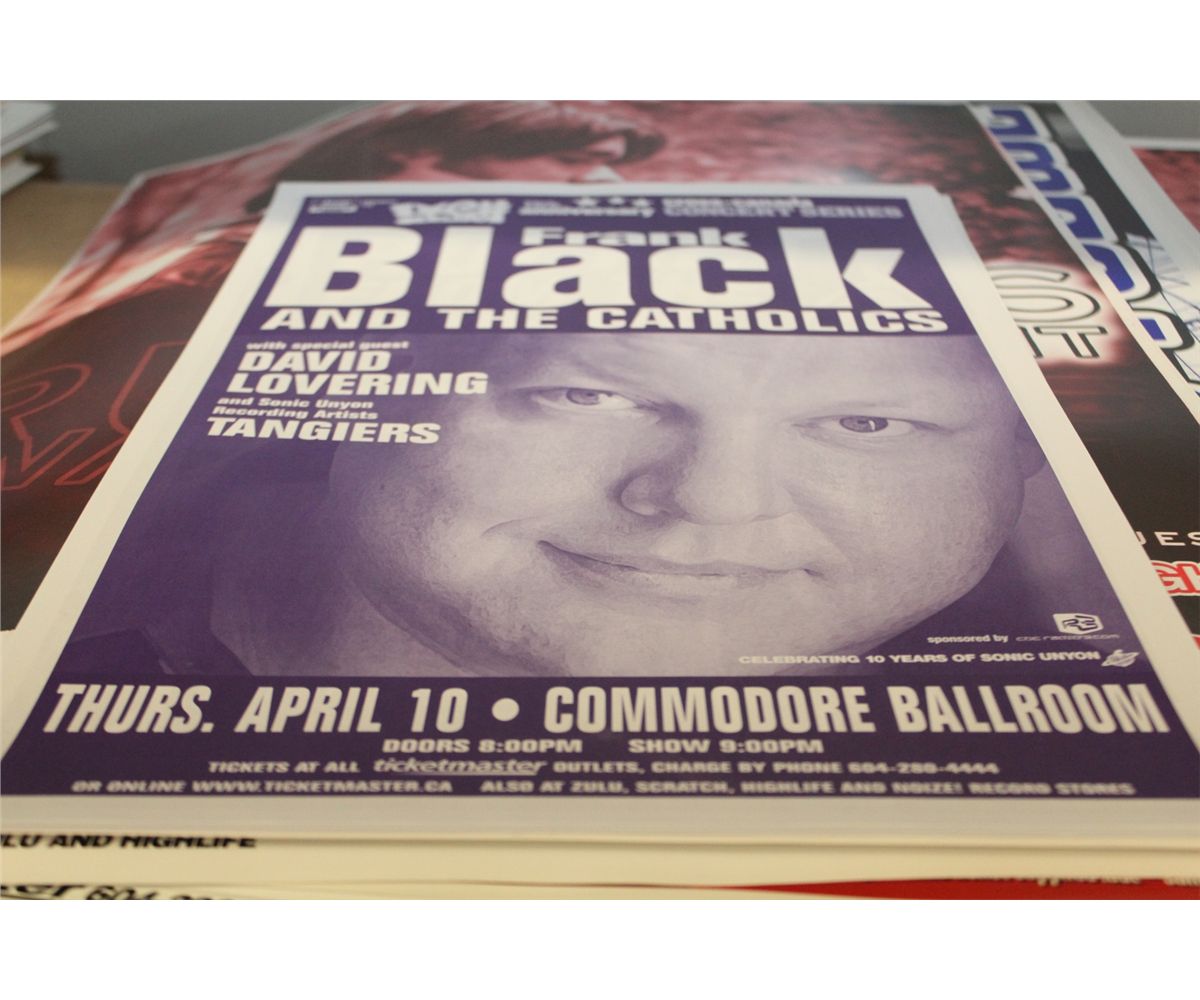 CONCERT SERIES
Frank
Black
AND THE CATHOLICS
with special guest
DAVID
LOVERING
and Sonic Unyon
Recording Artists
TANGIERS
sponsored by
CELEBRATING 10 YEARS OF SONIC UNYON
THURS. APRIL 10 • COMMODORE BALLROOM
DOORS 8:00PM SHOW 9:00PM
TICKETS AT ALL ticketmaster OUTLETS, CHARGE BY PHONE 604-280-4444
OR ONLINE WWW.TICKETMASTER.CA ALSO AT ZULU, SCRATCH, HIGHLIFE AND NOIZE! RECORD STORES
AND HIGHLIFE